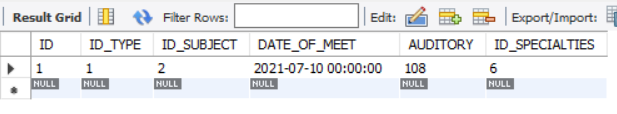 Result Grid Filter Rows: Edit: Export/Import:
ID ID_TYPE ID_SUBJECT DATE_OF_MEET AUDITORY ID_SPECIALTIES
1 1 2 2021-07-10 00:00:00 108 6
NULL NULL NULL NULL NULL NULL